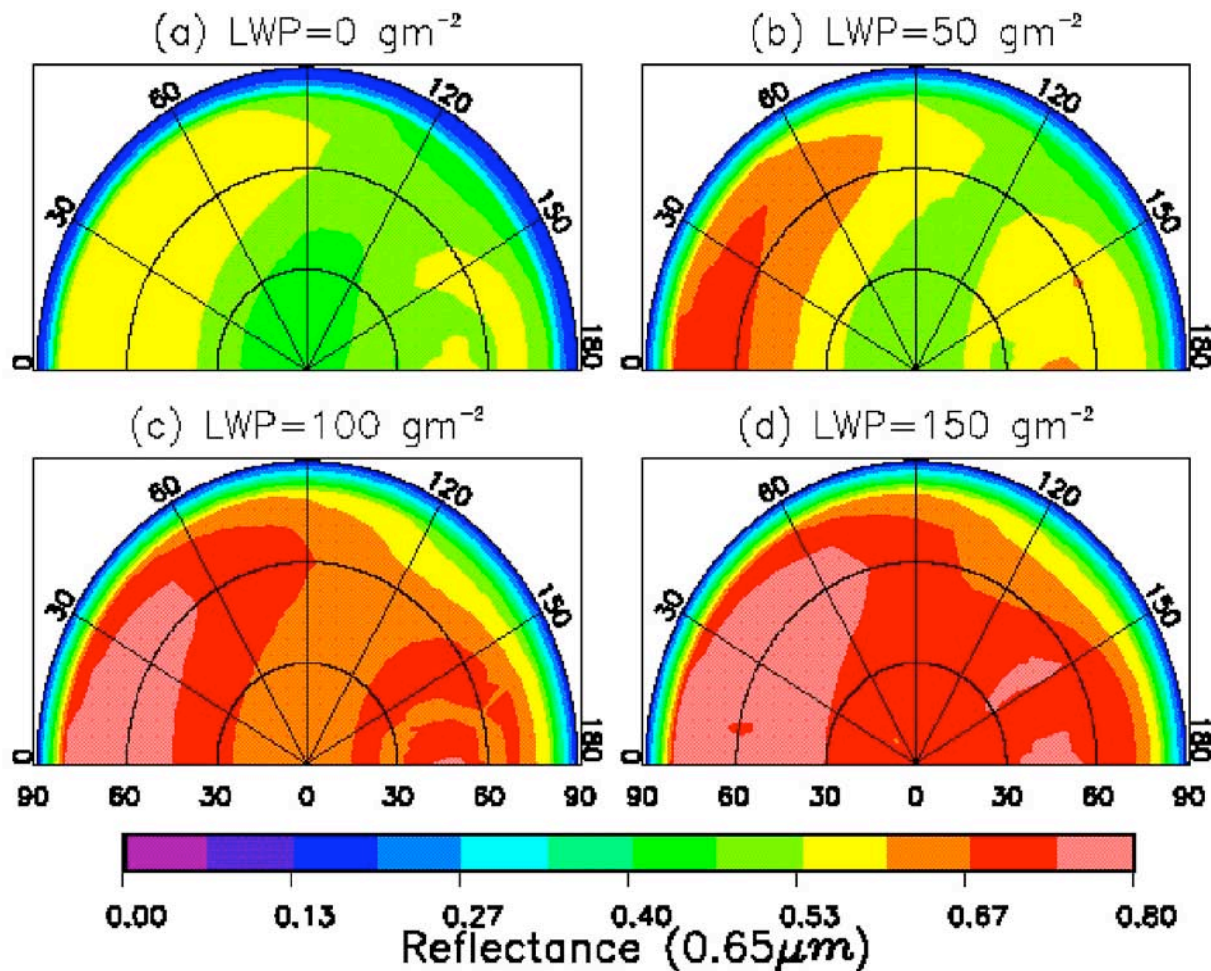 (a) LWP=0 gm⁻² (b) LWP=50 gm⁻²
60 120 60 120
30 150 30 150
0 180 0 180
(c) LWP=100 gm⁻² (d) LWP=150 gm⁻²
60 120 60 120
30 150 30 150
0 180 0 180
90 60 30 0 30 60 90 90 60 30 0 30 60 90
0.00 0.13 0.27 0.40 0.53 0.67 0.80
Reflectance (0.65μm)